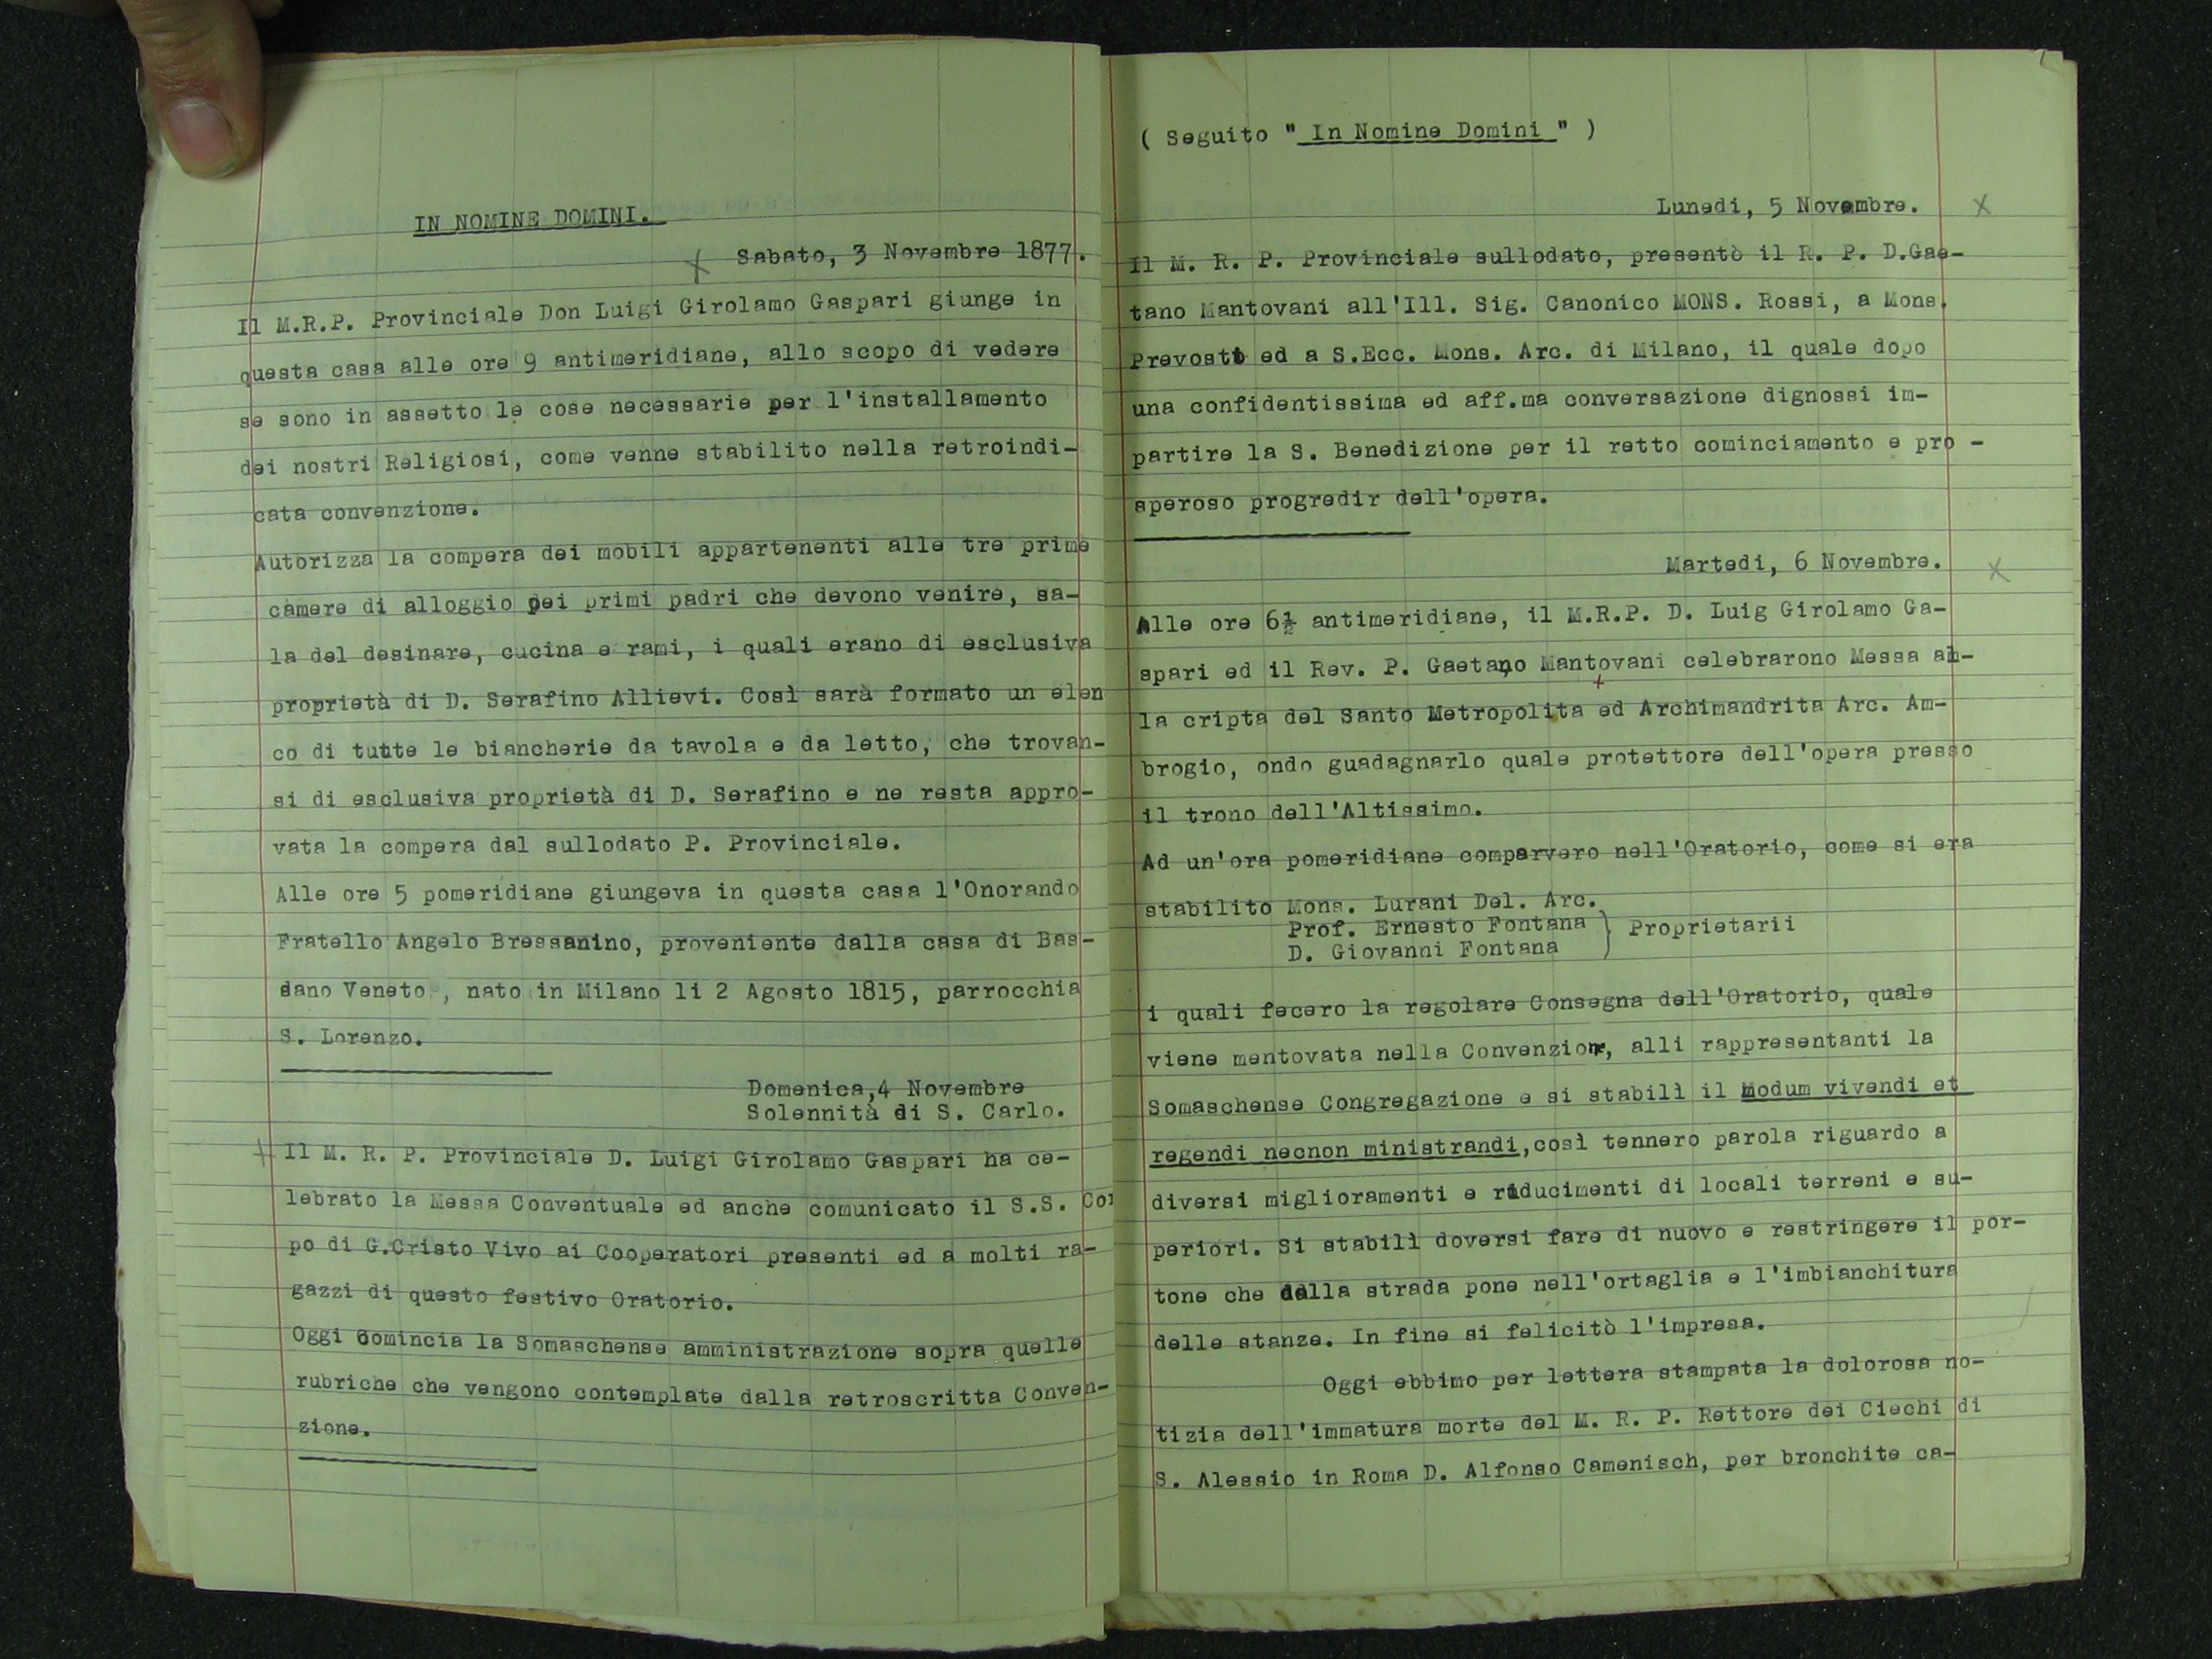 IN NOMINE DOMINI.
Sabato, 3 Novembre 1877.
Il M.R.P. Provinciale Don Luigi Girolamo Gaspari giunge in
questa casa alle ore 9 antimeridiane, allo scopo di vedere
se sono in assetto le cose necessarie per l'installamento
dei nostri Religiosi, come venne stabilito nella retroindi-
cata convenzione.
Autorizza la compera dei mobili appartenenti alle tre prime
camere di alloggio pei primi padri che devono venire, sa-
la del desinare, cucina e rami, i quali erano di esclusiva
proprietà di D. Serafino Allievi. Così sarà formato un elen
co di tutte le biancherie da tavola e da letto, che trovan-
si di esclusiva proprietà di D. Serafino e ne resta appro-
vata la compera dal sullodato P. Provinciale.
Alle ore 5 pomeridiane giungeva in questa casa l'Onorando
Fratello Angelo Bressanino, proveniente dalla casa di Bas-
sano Veneto , nato in Milano li 2 Agosto 1815, parrocchia
S. Lorenzo.
Domenica,4 Novembre
Solennità di S. Carlo.
Il M. R. P. Provinciale D. Luigi Girolamo Gaspari ha ce-
lebrato la Messa Conventuale ed anche comunicato il S.S. Cor
po di G.Cristo Vivo ai Cooperatori presenti ed a molti ra-
gazzi di questo festivo Oratorio.
Oggi comincia la Somaschense amministrazione sopra quelle
rubriche che vengono contemplate dalla retroscritta Conven-
zione.
( Seguito " In Nomine Domini " )
Lunedi, 5 Novembre.
Il M. R. P. Provinciale sullodato, presentò il R. P. D.Gae-
tano Mantovani all'Ill. Sig. Canonico MONS. Rossi, a Mons.
Prevosto ed a S.Ecc. Mons. Arc. di Milano, il quale dopo
una confidentissima ed aff.ma conversazione dignossi im-
partire la S. Benedizione per il retto cominciamento e pro -
speroso progredir dell'opera.
Martedi, 6 Novembre.
Alle ore 6½ antimeridiane, il M.R.P. D. Luig Girolamo Ga-
spari ed il Rev. P. Gaetano Mantovani celebrarono Messa al-
la cripta del Santo Metropolita ed Archimandrita Arc. Am-
brogio, ondo guadagnarlo quale protettore dell'opera presso
il trono dell'Altissimo.
Ad un'ora pomeridiane comparvero nell'Oratorio, come si era
stabilito Mons. Lurani Del. Arc.
Prof. Ernesto Fontana
D. Giovanni Fontana } Proprietarii
i quali fecero la regolare Consegna dell'Oratorio, quale
viene mentovata nella Convenzione, alli rappresentanti la
Somaschense Congregazione e si stabilì il Modum vivendi et
regendi necnon ministrandi,così tennero parola riguardo a
diversi miglioramenti e riducimenti di locali terreni e su-
periori. Si stabilì doversi fare di nuovo e restringere il por-
tone che dalla strada pone nell'ortaglia e l'imbianchitura
delle stanze. In fine si felicitò l'impresa.
Oggi ebbimo per lettera stampata la dolorosa no-
tizia dell'immatura morte del M. R. P. Rettore dei Ciechi di
S. Alessio in Roma D. Alfonso Camenisch, per bronchite ca-